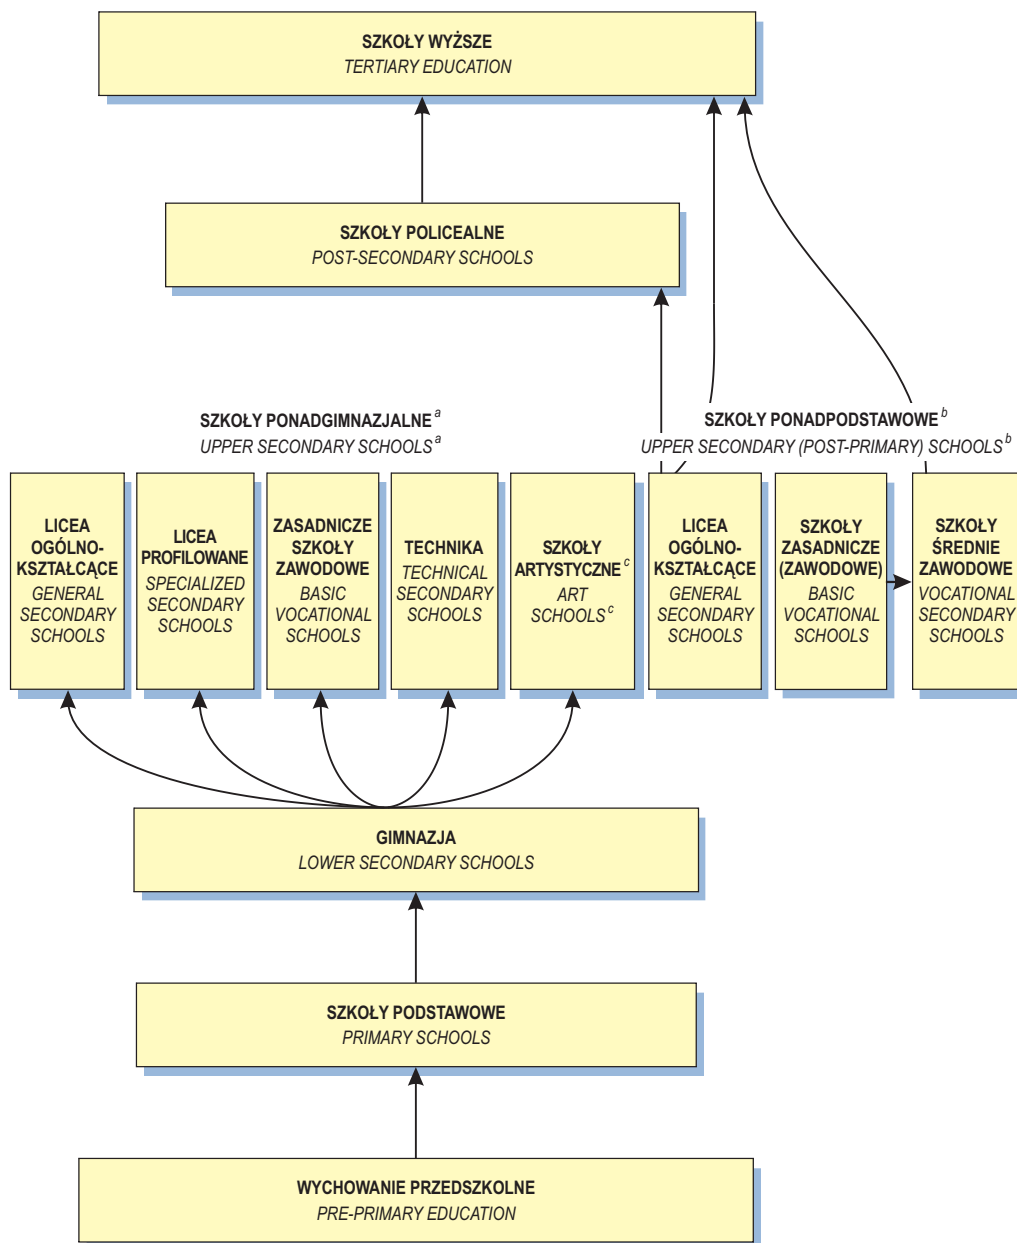 SZKOŁY WYŻSZE
TERTIARY EDUCATION
SZKOŁY POLICEALNE
POST-SECONDARY SCHOOLS
SZKOŁY PONADGIMNAZJALNE a
UPPER SECONDARY SCHOOLS a
SZKOŁY PONADPODSTAWOWE b
UPPER SECONDARY (POST-PRIMARY) SCHOOLS b
LICEA
OGÓLNO-
KSZTAŁCĄCE
GENERAL
SECONDARY
SCHOOLS
LICEA
PROFILOWANE
SPECIALIZED
SECONDARY
SCHOOLS
ZASADNICZE
SZKOŁY
ZAWODOWE
BASIC
VOCATIONAL
SCHOOLS
TECHNIKA
TECHNICAL
SECONDARY
SCHOOLS
SZKOŁY
ARTYSTYCZNE c
ART
SCHOOLS c
LICEA
OGÓLNO-
KSZTAŁCĄCE
GENERAL
SECONDARY
SCHOOLS
SZKOŁY
ZASADNICZE
(ZAWODOWE)
BASIC
VOCATIONAL
SCHOOLS
SZKOŁY
ŚREDNIE
ZAWODOWE
VOCATIONAL
SECONDARY
SCHOOLS
GIMNAZJA
LOWER SECONDARY SCHOOLS
SZKOŁY PODSTAWOWE
PRIMARY SCHOOLS
WYCHOWANIE PRZEDSZKOLNE
PRE-PRIMARY EDUCATION